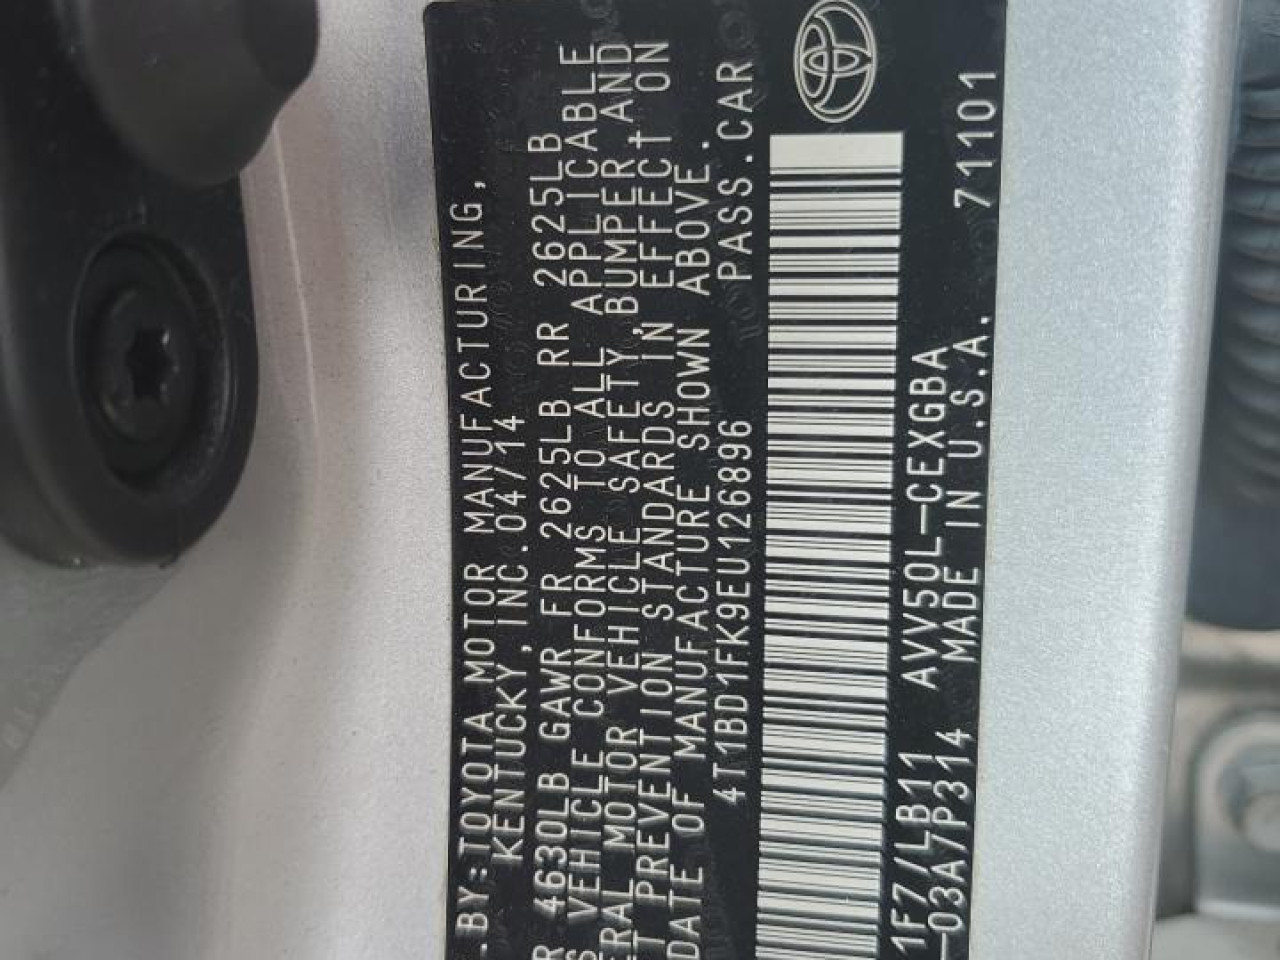 .BY:TOYOTA MOTOR MANUFACTURING,
KENTUCKY, INC. 04/14
R 4630LB GAWR FR 2625LB RR 2625LB
S VEHICLE CONFORMS TO ALL APPLICABLE
ERAL MOTOR VEHICLE SAFETY, BUMPER AND
T PREVENTION STANDARDS IN EFFECT ON
DATE OF MANUFACTURE SHOWN ABOVE.
4T1BD1FK9EU126896 PASS.CAR
1F7/LB11 AVV50L-CEXGBA
-03A7P314 MADE IN U.S.A. 71101